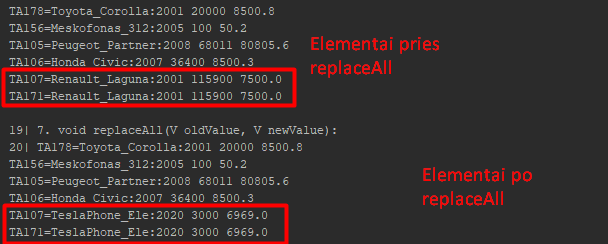 TA178=Toyota_Corolla:2001 20000 8500.8
TA156=Meskofonas_312:2005 100 50.2
TA105=Peugeot_Partner:2008 68011 80805.6
TA106=Honda Civic:2007 36400 8500.3
TA107=Renault_Laguna:2001 115900 7500.0
TA171=Renault_Laguna:2001 115900 7500.0
Elementai pries
replaceAll
19| 7. void replaceAll(V oldValue, V newValue):
20| TA178=Toyota_Corolla:2001 20000 8500.8
TA156=Meskofonas_312:2005 100 50.2
TA105=Peugeot_Partner:2008 68011 80805.6
TA106=Honda Civic:2007 36400 8500.3
TA107=TeslaPhone_Ele:2020 3000 6969.0
TA171=TeslaPhone_Ele:2020 3000 6969.0
Elementai po
replaceAll